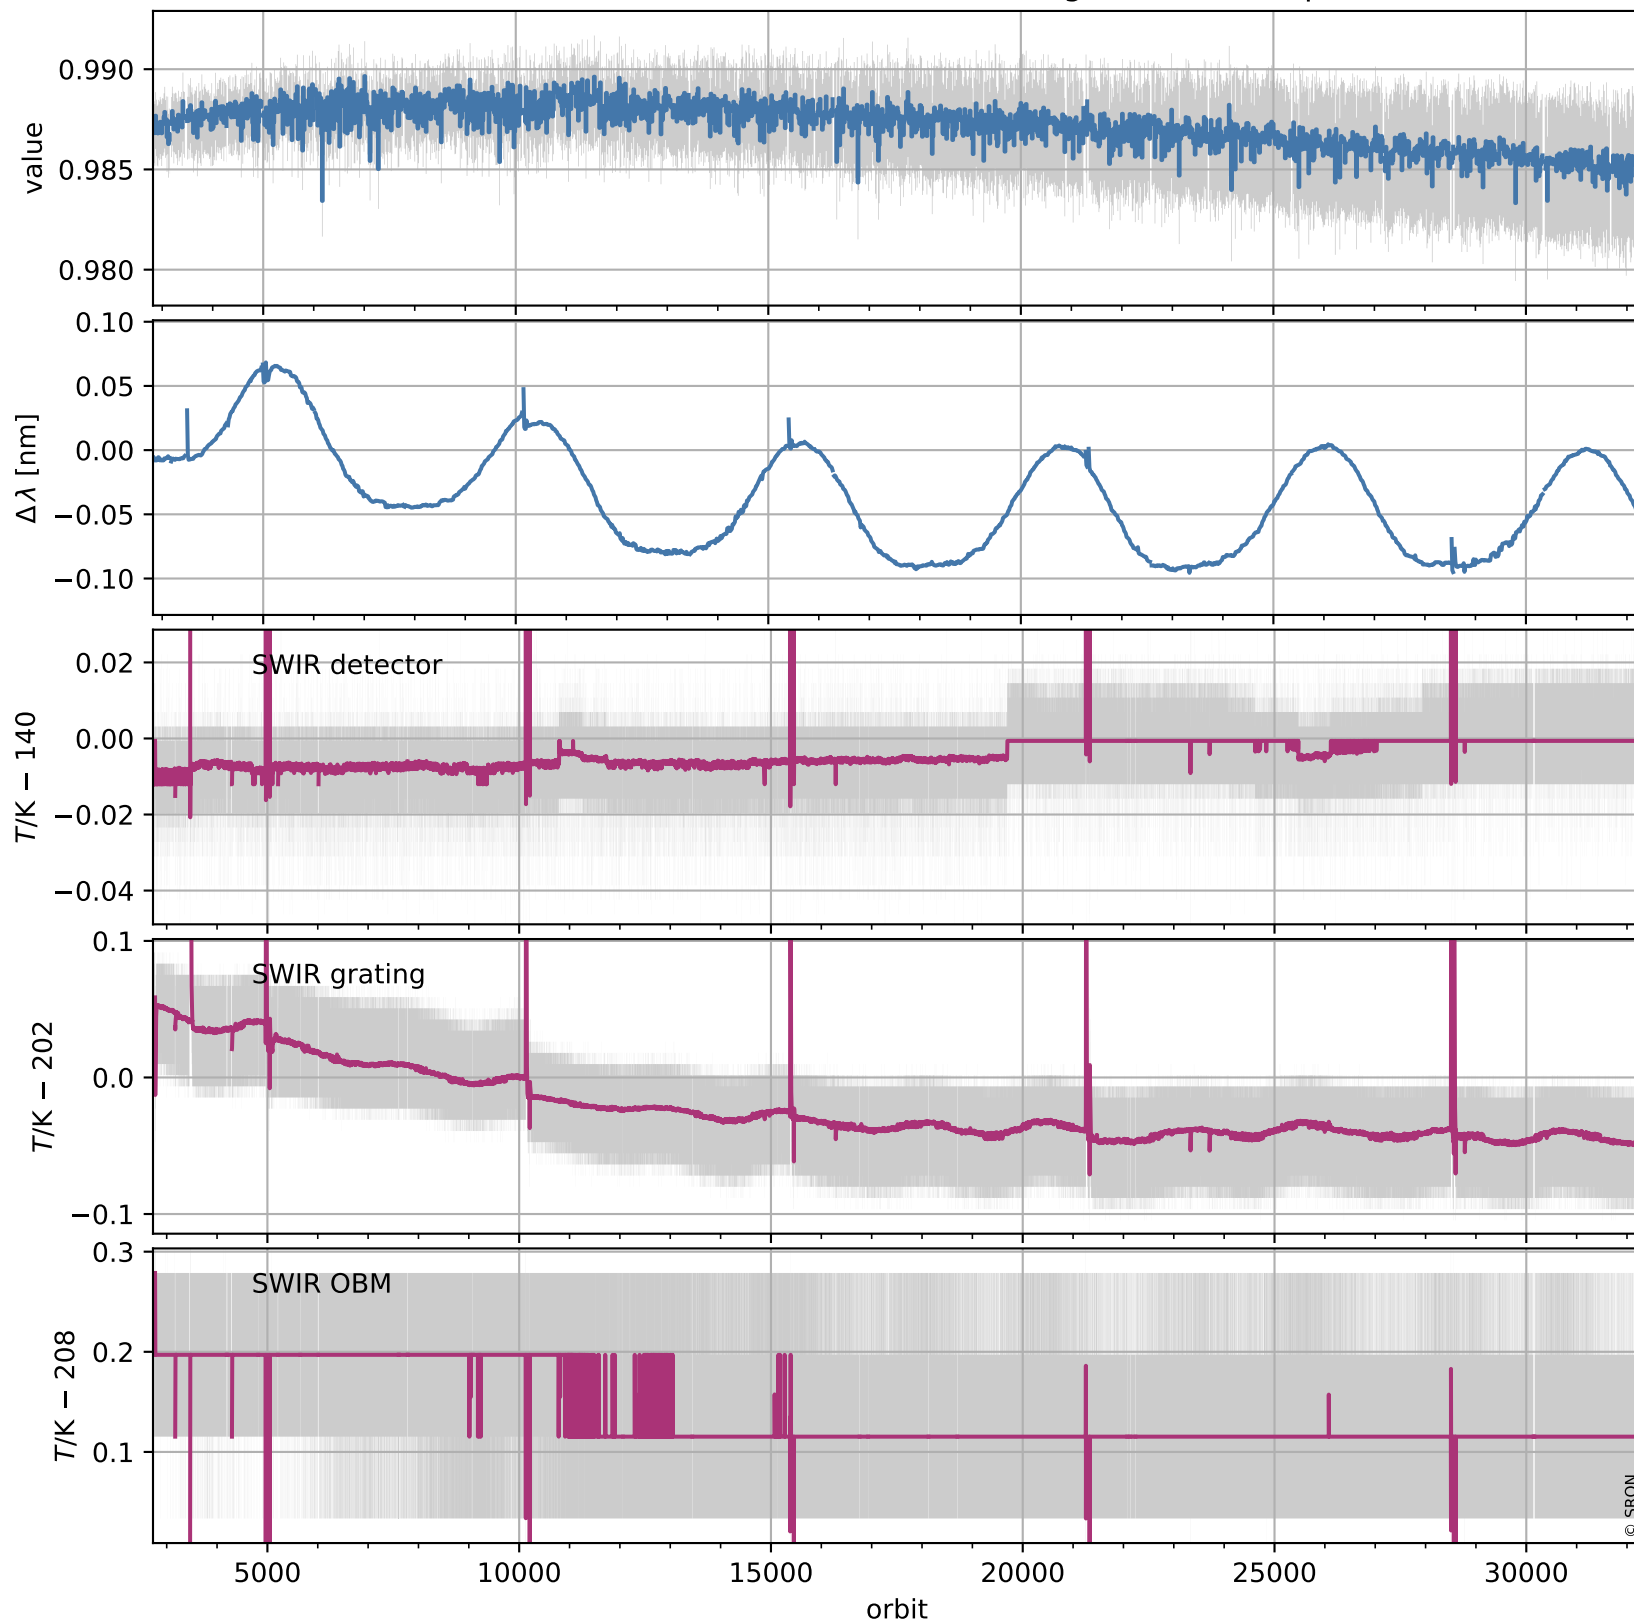 0.990
0.985
0.980
value
0.10
0.05
0.00
−0.05
−0.10
Δλ [nm]
SWIR detector
0.02
0.00
−0.02
−0.04
T/K − 140
SWIR grating
0.1
0.0
−0.1
T/K − 202
SWIR OBM
0.3
0.2
0.1
T/K − 208
© SRON
5000 10000 15000 20000 25000 30000
orbit